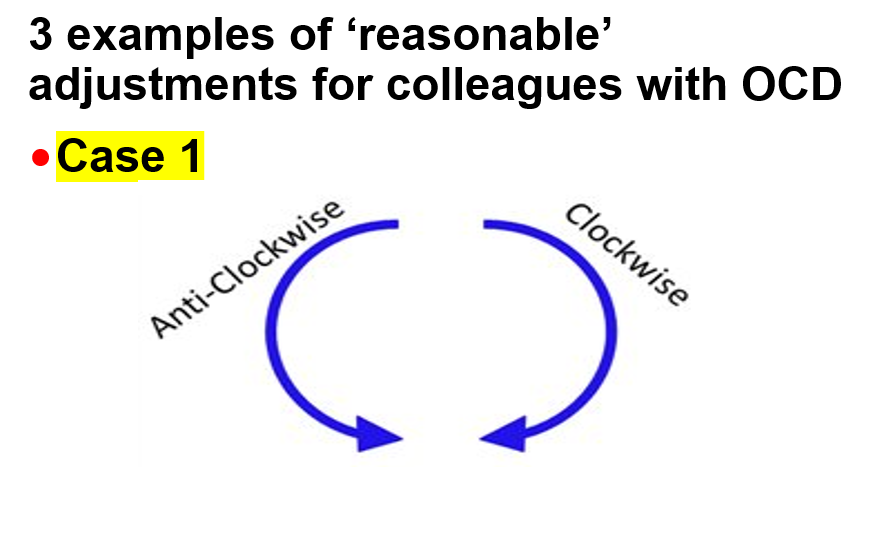 3 examples of ‘reasonable’
adjustments for colleagues with OCD
•Case 1
Anti-Clockwise
Clockwise